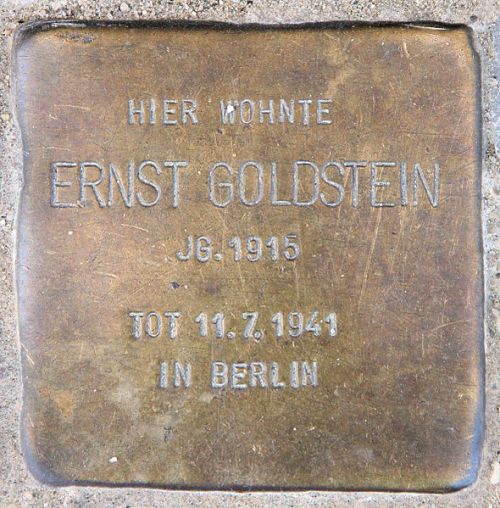 HIER WOHNTE
ERNST GOLDSTEIN
JG. 1915
TOT 11. 7. 1941
IN BERLIN